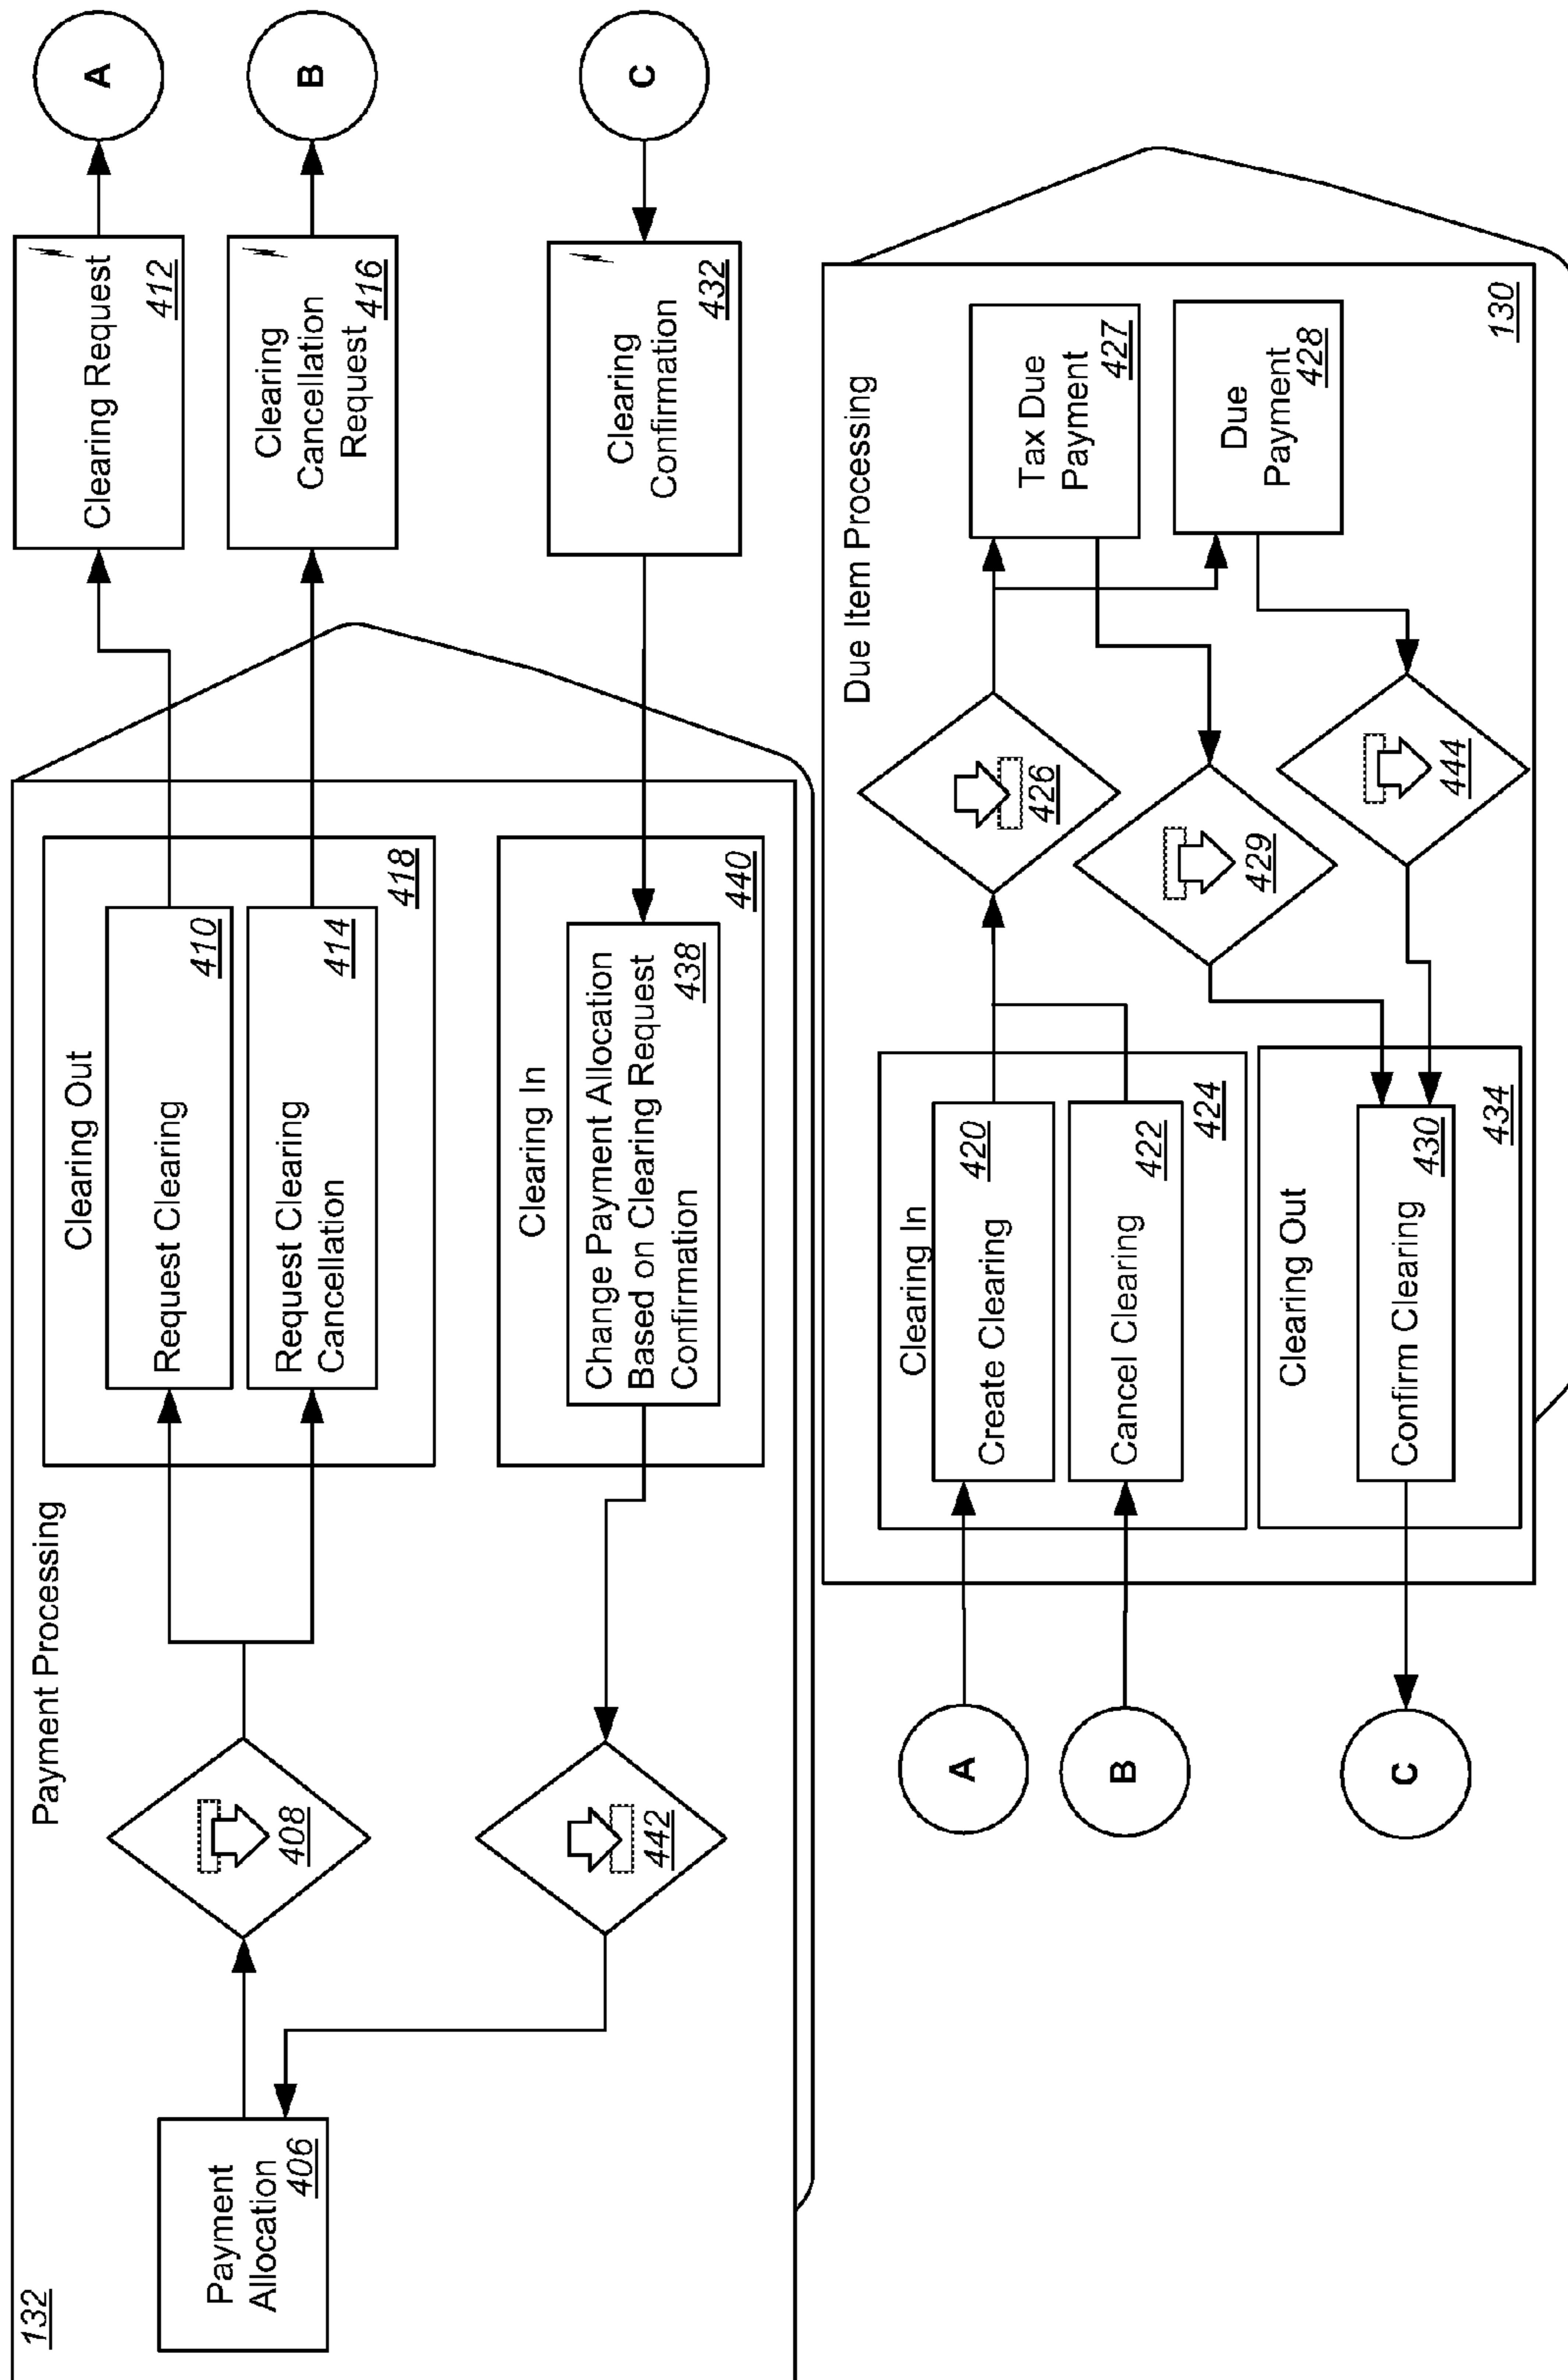 132
Payment Processing
Payment
Allocation
406
408
Clearing Out
Request Clearing
410
Request Clearing
Cancellation
414
418
Clearing Request
412
A
Clearing
Cancellation
Request
416
B
442
Clearing In
Change Payment Allocation
Based on Clearing Request
Confirmation
438
440
Clearing
Confirmation
432
C
Due Item Processing
A
B
C
Clearing In
Create Clearing
420
Cancel Clearing
422
424
Clearing Out
Confirm Clearing
430
434
426
429
444
Tax Due
Payment
427
Due
Payment
428
130